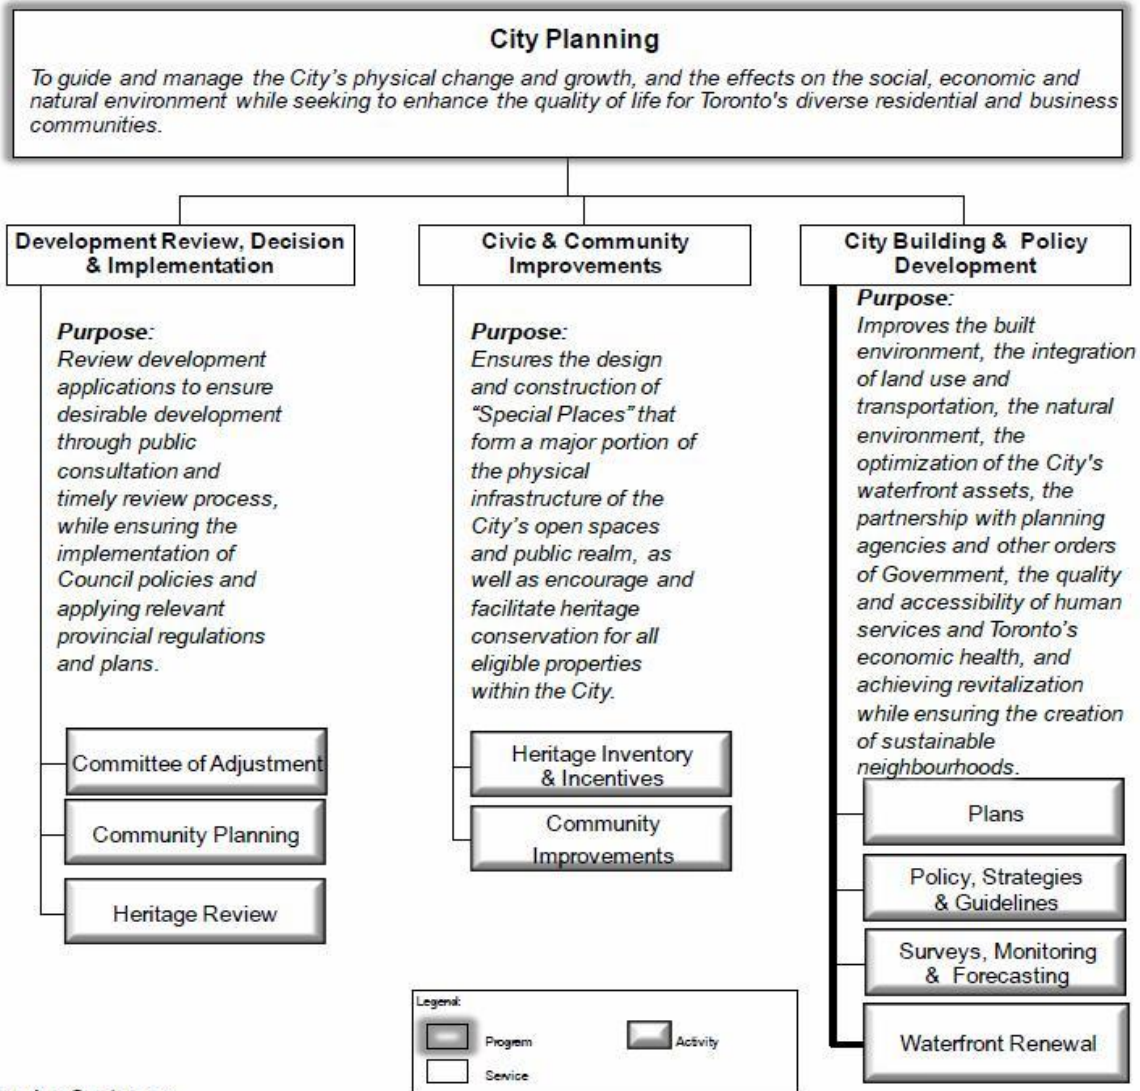 City Planning
To guide and manage the City's physical change and growth, and the effects on the social, economic and
natural environment while seeking to enhance the quality of life for Toronto's diverse residential and business
communities.
Development Review, Decision
& Implementation
Purpose:
Review development
applications to ensure
desirable development
through public
consultation and
timely review process,
while ensuring the
implementation of
Council policies and
applying relevant
provincial regulations
and plans.
Committee of Adjustment
Community Planning
Heritage Review
Civic & Community
Improvements
Purpose:
Ensures the design
and construction of
“Special Places” that
form a major portion of
the physical
infrastructure of the
City's open spaces
and public realm, as
well as encourage and
facilitate heritage
conservation for all
eligible properties
within the City.
Heritage Inventory
& Incentives
Community
Improvements
City Building & Policy
Development
Purpose:
Improves the built
environment, the integration
of land use and
transportation, the natural
environment, the
optimization of the City's
waterfront assets, the
partnership with planning
agencies and other orders
of Government, the quality
and accessibility of human
services and Toronto's
economic health, and
achieving revitalization
while ensuring the creation
of sustainable
neighbourhoods.
Plans
Policy, Strategies
& Guidelines
Surveys, Monitoring
& Forecasting
Waterfront Renewal
Legend:
Program
Activity
Service